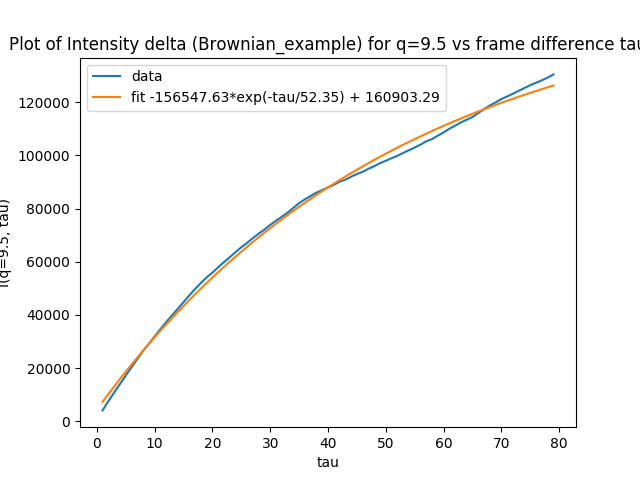 Plot of Intensity delta (Brownian_example) for q=9.5 vs frame difference tau
data
fit -156547.63*exp(-tau/52.35) + 160903.29
I(q=9.5, tau)
120000
100000
80000
60000
40000
20000
0
0 10 20 30 40 50 60 70 80
tau